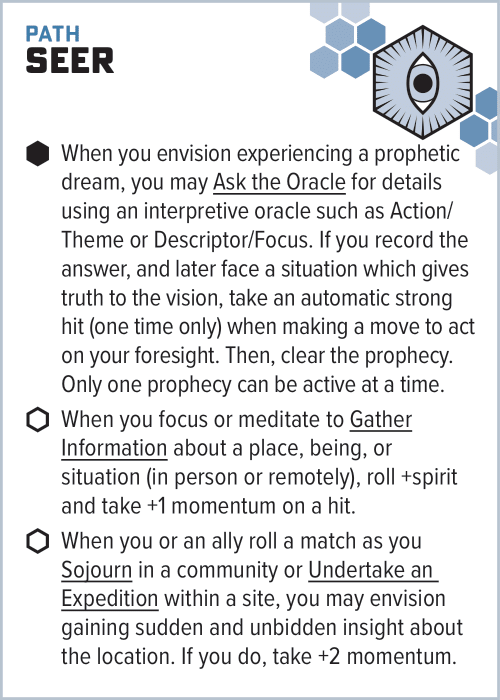 PATH
SEER
When you envision experiencing a prophetic
dream, you may Ask the Oracle for details
using an interpretive oracle such as Action/
Theme or Descriptor/Focus. If you record the
answer, and later face a situation which gives
truth to the vision, take an automatic strong
hit (one time only) when making a move to act
on your foresight. Then, clear the prophecy.
Only one prophecy can be active at a time.
When you focus or meditate to Gather
Information about a place, being, or
situation (in person or remotely), roll +spirit
and take +1 momentum on a hit.
When you or an ally roll a match as you
Sojourn in a community or Undertake an
Expedition within a site, you may envision
gaining sudden and unbidden insight about
the location. If you do, take +2 momentum.